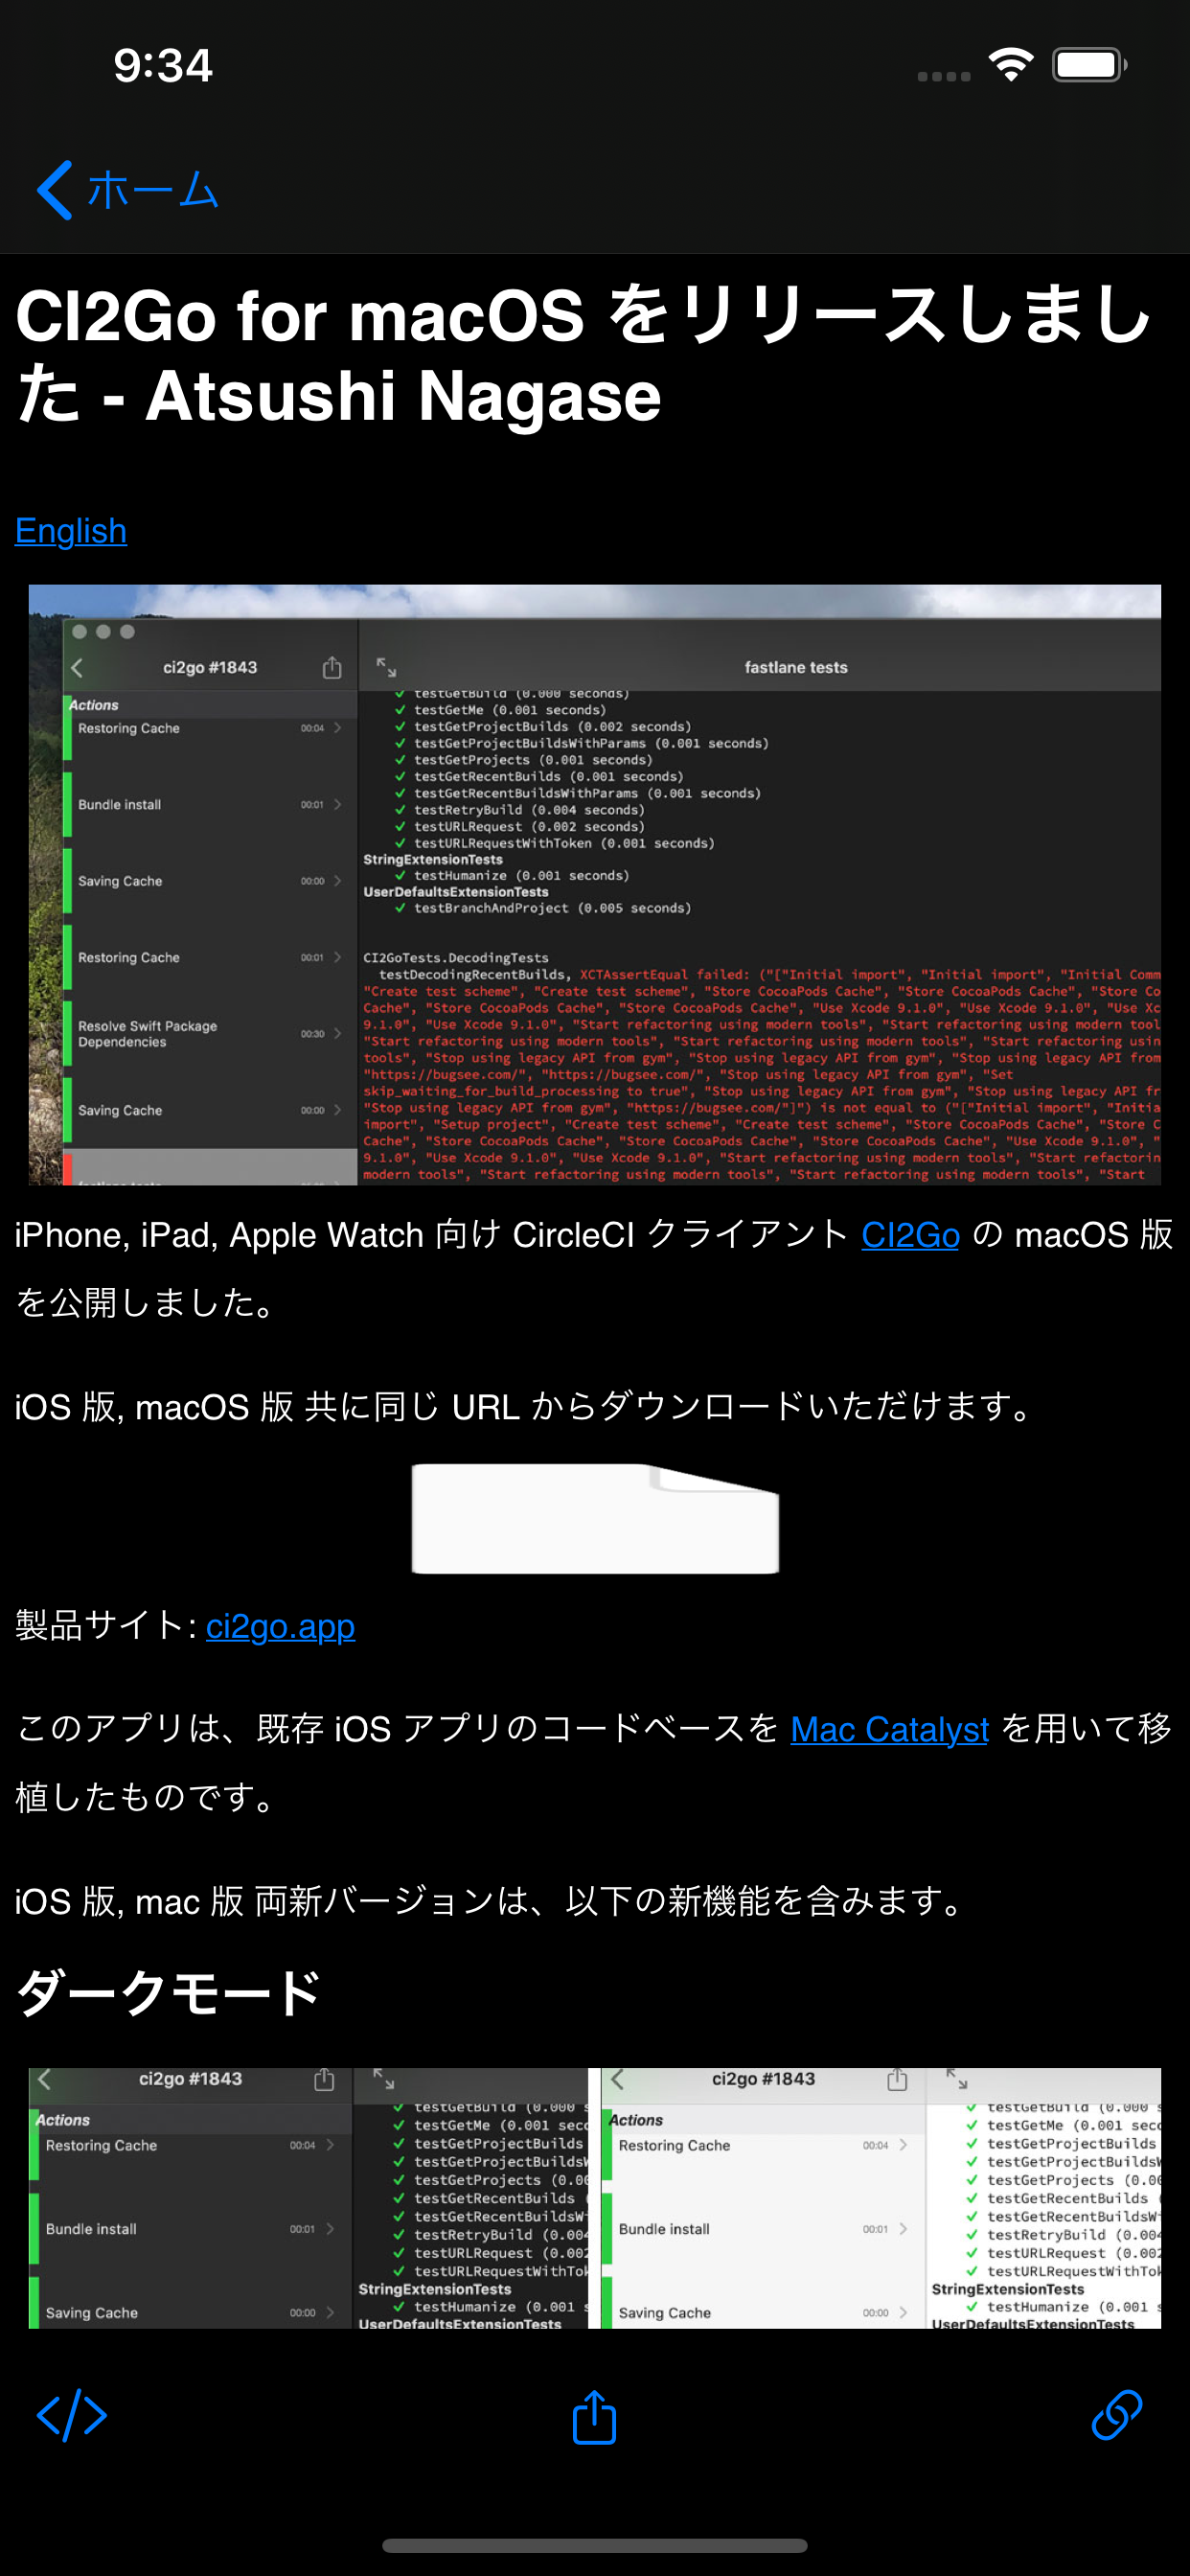 9:34
ホーム
CI2Go for macOS をリリースしまし
た - Atsushi Nagase
English
ci2go #1843
fastlane tests
Actions
Restoring Cache 00:04
Bundle install 00:01
Saving Cache 00:00
Restoring Cache 00:01
Resolve Swift Package
Dependencies 00:30
Saving Cache 00:00
testGetBuild (0.000 seconds)
✓ testGetMe (0.001 seconds)
✓ testGetProjectBuilds (0.002 seconds)
✓ testGetProjectBuildsWithParams (0.001 seconds)
✓ testGetProjects (0.001 seconds)
✓ testGetRecentBuilds (0.001 seconds)
✓ testGetRecentBuildsWithParams (0.001 seconds)
✓ testRetryBuild (0.004 seconds)
✓ testURLRequest (0.002 seconds)
✓ testURLRequestWithToken (0.001 seconds)
StringExtensionTests
✓ testHumanize (0.001 seconds)
UserDefaultsExtensionTests
✓ testBranchAndProject (0.005 seconds)
CI2GoTests.DecodingTests
testDecodingRecentBuilds, XCTAssertEqual failed: ("["Initial import", "Initial import", "Initial Comm
"Create test scheme", "Create test scheme", "Store CocoaPods Cache", "Store CocoaPods Cache", "Store Co
Cache", "Store CocoaPods Cache", "Store CocoaPods Cache", "Use Xcode 9.1.0", "Use Xcode 9.1.0", "Use Xc
9.1.0", "Use Xcode 9.1.0", "Start refactoring using modern tools", "Start refactoring using modern tool
"Start refactoring using modern tools", "Start refactoring using modern tools", "Start refactoring usin
tools", "Stop using legacy API from gym", "Stop using legacy API from gym", "Stop using legacy API from
"https://bugsee.com/", "https://bugsee.com/", "Stop using legacy API from gym", "Set
skip_waiting_for_build_processing to true", "Stop using legacy API from gym", "Stop using legacy API fr
"Stop using legacy API from gym", "https://bugsee.com/"]") is not equal to ("["Initial import", "Initia
import", "Setup project", "Create test scheme", "Create test scheme", "Store CocoaPods Cache", "Store C
Cache", "Store CocoaPods Cache", "Store CocoaPods Cache", "Store CocoaPods Cache", "Use Xcode 9.1.0", "
9.1.0", "Use Xcode 9.1.0", "Use Xcode 9.1.0", "Start refactoring using modern tools", "Start refactorin
modern tools", "Start refactoring using modern tools", "Start refactoring using modern tools", "Start
iPhone, iPad, Apple Watch 向け CircleCI クライアント CI2Go の macOS 版
を公開しました。
iOS 版, macOS 版 共に同じ URL からダウンロードいただけます。
製品サイト: ci2go.app
このアプリは、既存 iOS アプリのコードベースを Mac Catalyst を用いて移
植したものです。
iOS 版, mac 版 両新バージョンは、以下の新機能を含みます。
ダークモード
ci2go #1843
Actions
Restoring Cache 00:04
Bundle install 00:01
Saving Cache 00:00
testGetBuild (0.000 s
✓ testGetMe (0.001 seco
✓ testGetProjectBuilds
✓ testGetProjectBuildsW
✓ testGetProjects (0.00
✓ testGetRecentBuilds (
✓ testGetRecentBuildsWi
✓ testRetryBuild (0.004
✓ testURLRequest (0.002
✓ testURLRequestWithTok
StringExtensionTests
✓ testHumanize (0.001 s
UserDefaultsExtensionTests
ci2go #1843
Actions
Restoring Cache 00:04
Bundle install 00:01
Saving Cache 00:00
testGetBuild (0.000 s
✓ testGetMe (0.001 sec
✓ testGetProjectBuilds
✓ testGetProjectBuildsW
✓ testGetProjects (0.00
✓ testGetRecentBuilds (
✓ testGetRecentBuildsWi
✓ testRetryBuild (0.004
✓ testURLRequest (0.002
✓ testURLRequestWithTok
StringExtensionTests
✓ testHumanize (0.001 s
UserDefaultsExtensionTests